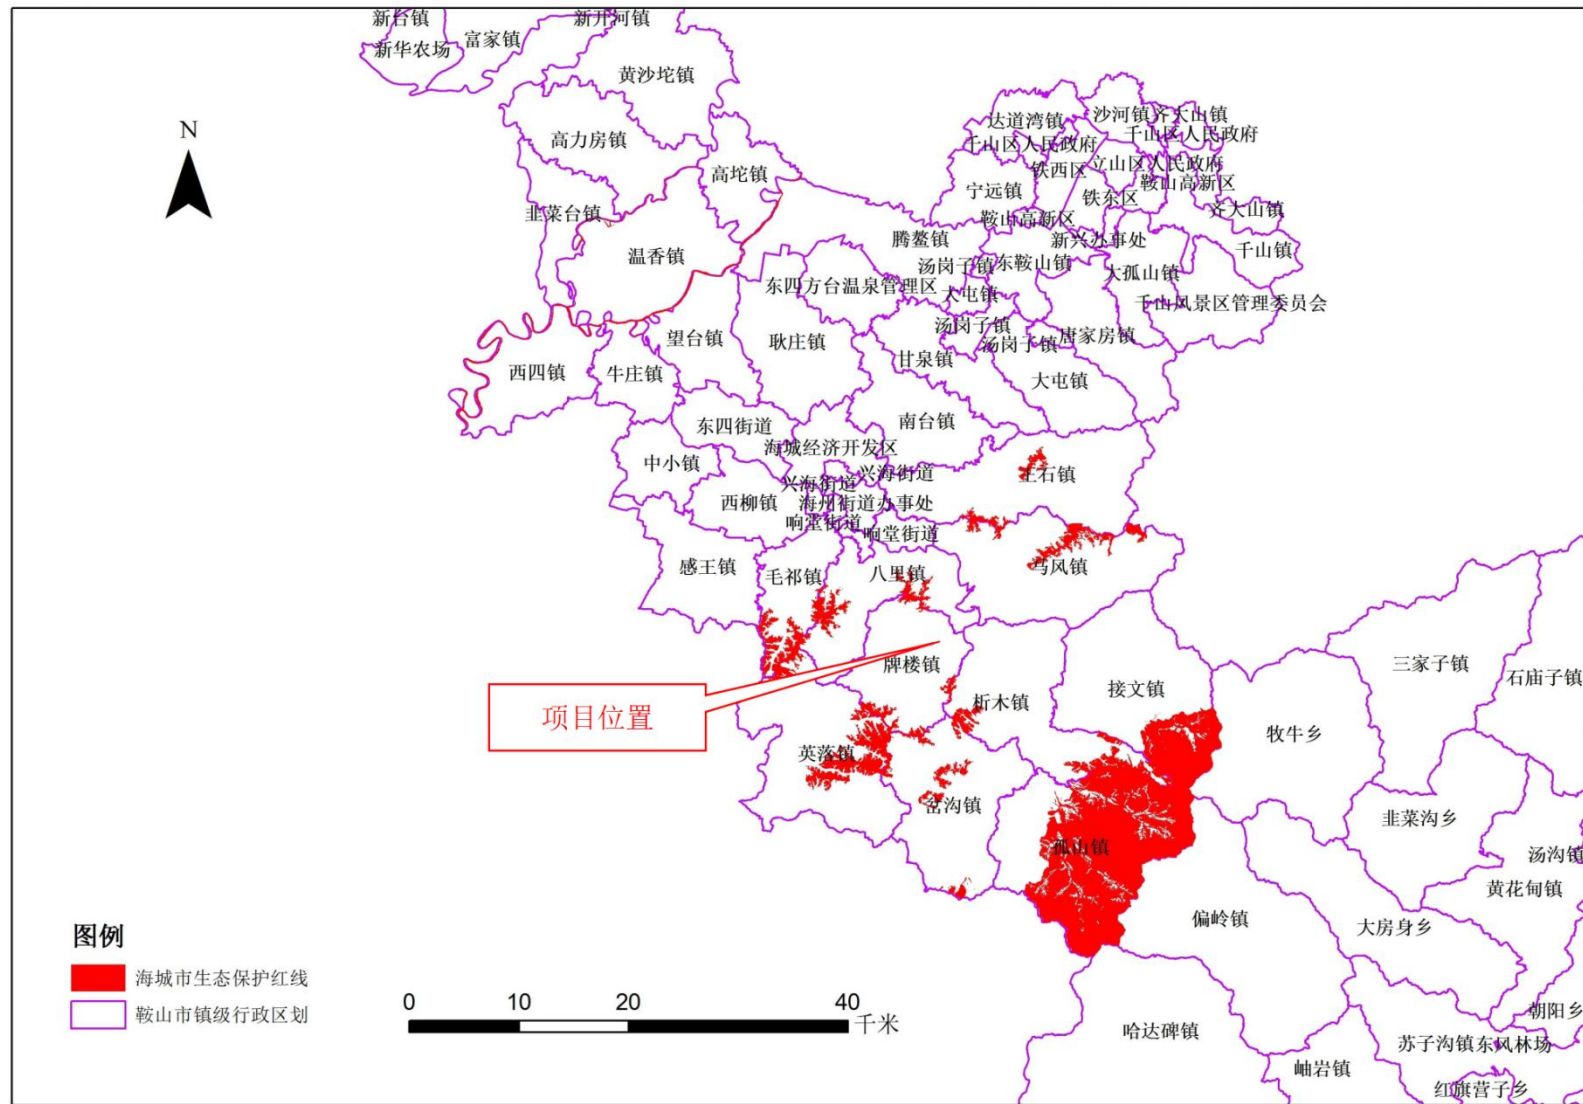 新台镇
新开河镇
新华农场
富家镇
黄沙坨镇
高力房镇
高坨镇
韭菜台镇
温香镇
N
达道湾镇
沙河镇
齐大山镇
千山区人民政府
千山区人民政府
铁西区
立山区人民政府
鞍山高新区
宁远镇
铁东区
鞍山高新区
齐大山镇
腾鳌镇
新兴办事处
千山镇
汤岗子镇
东鞍山镇
大孤山镇
东四方台温泉管理区
大屯镇
千山风景区管理委员会
汤岗子镇
汤岗子镇
唐家房镇
望台镇
耿庄镇
甘泉镇
西四镇
牛庄镇
大屯镇
东四街道
南台镇
海城经济开发区
中小镇
兴海街道
兴海街道
王石镇
西柳镇
海州街道办事处
响堂街道
响堂街道
感王镇
毛祁镇
八里镇
马风镇
牌楼镇
项目位置
析木镇
接文镇
三家子镇
石庙子镇
牧牛乡
英落镇
岔沟镇
孤山镇
韭菜沟乡
汤沟镇
黄花甸镇
偏岭镇
大房身乡
朝阳乡
哈达碑镇
苏子沟镇
东风林场
岫岩镇
红旗营子乡
图例
海城市生态保护红线
鞍山市镇级行政区划
0 10 20 40
千米